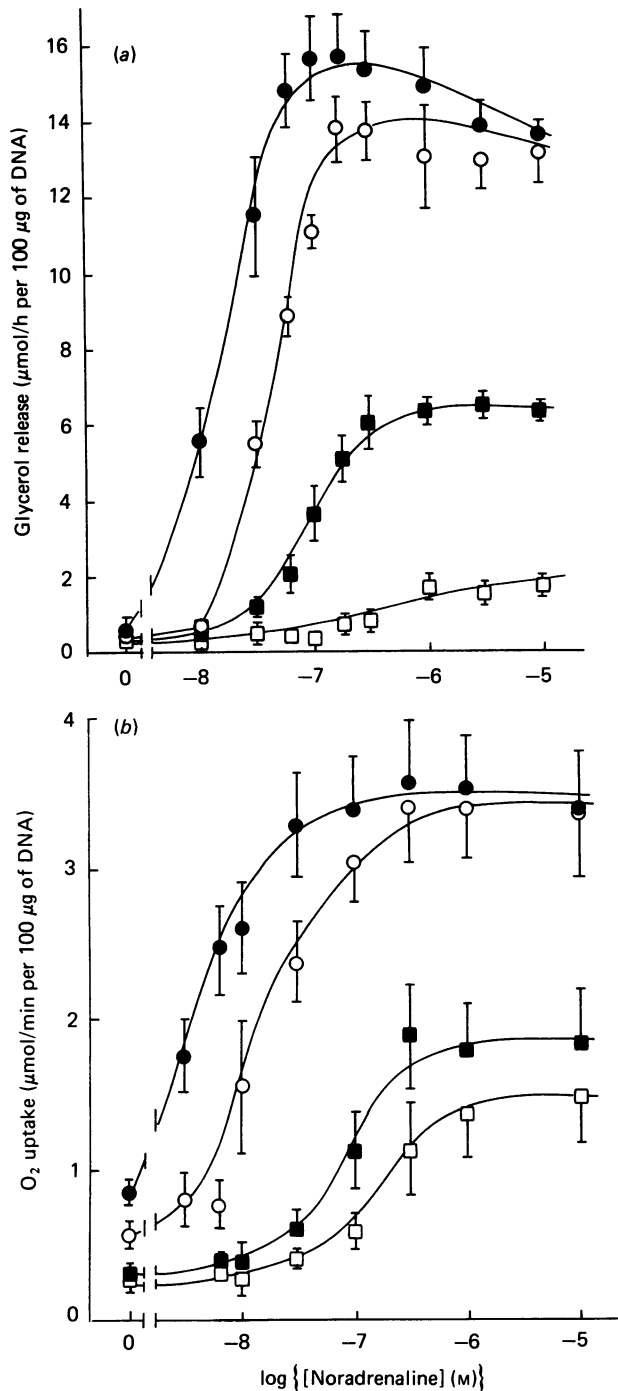 (a)
Glycerol release (μmol/h per 100 μg of DNA)
16
14
12
10
8
6
4
2
0
0 −8 −7 −6 −5
(b)
O₂ uptake (μmol/min per 100 μg of DNA)
4
3
2
1
0
0 −8 −7 −6 −5
log {[Noradrenaline] (M)}